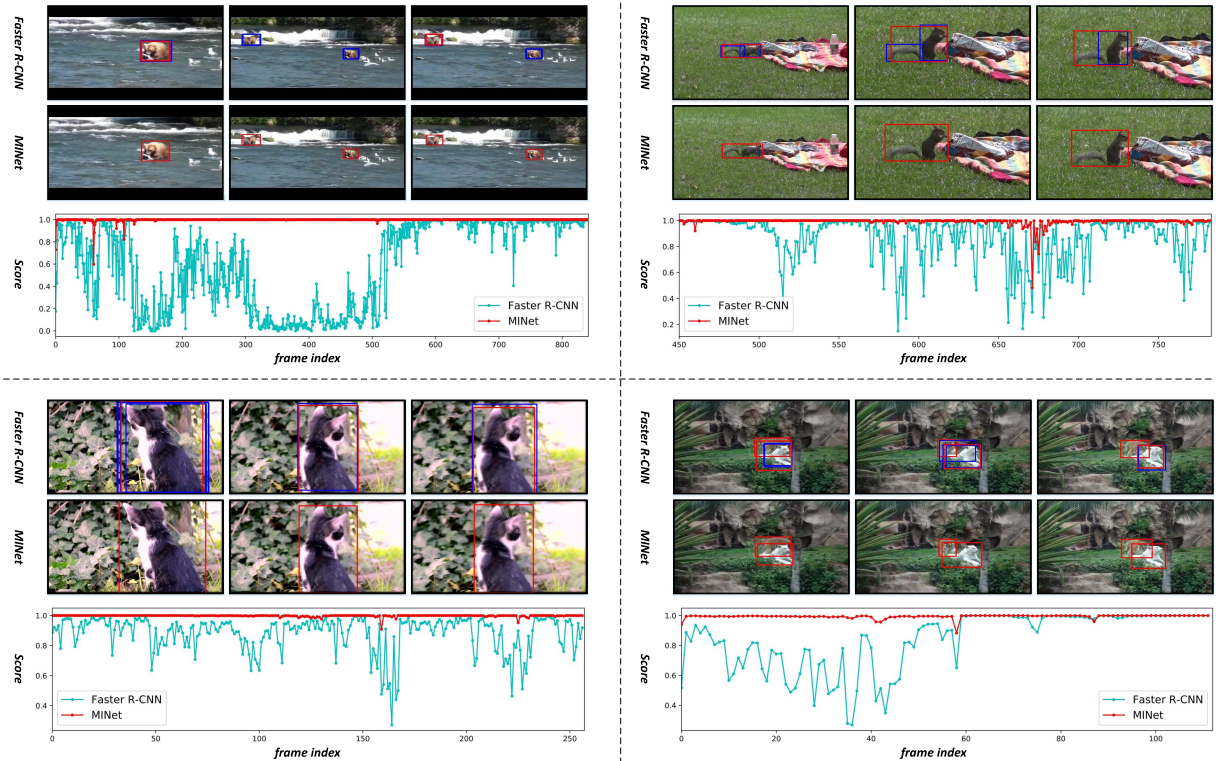 Faster R-CNN
MINet
Score
1.0
0.8
0.6
0.4
0.2
0.0
Faster R-CNN
MINet
0 100 200 300 400 500 600 700 800
frame index
Faster R-CNN
MINet
Score
1.0
0.8
0.6
0.4
0.2
Faster R-CNN
MINet
450 500 550 600 650 700 750
frame index
Faster R-CNN
MINet
Score
1.0
0.8
0.6
0.4
Faster R-CNN
MINet
0 50 100 150 200 250
frame index
Faster R-CNN
MINet
Score
1.0
0.8
0.6
0.4
Faster R-CNN
MINet
0 20 40 60 80 100
frame index